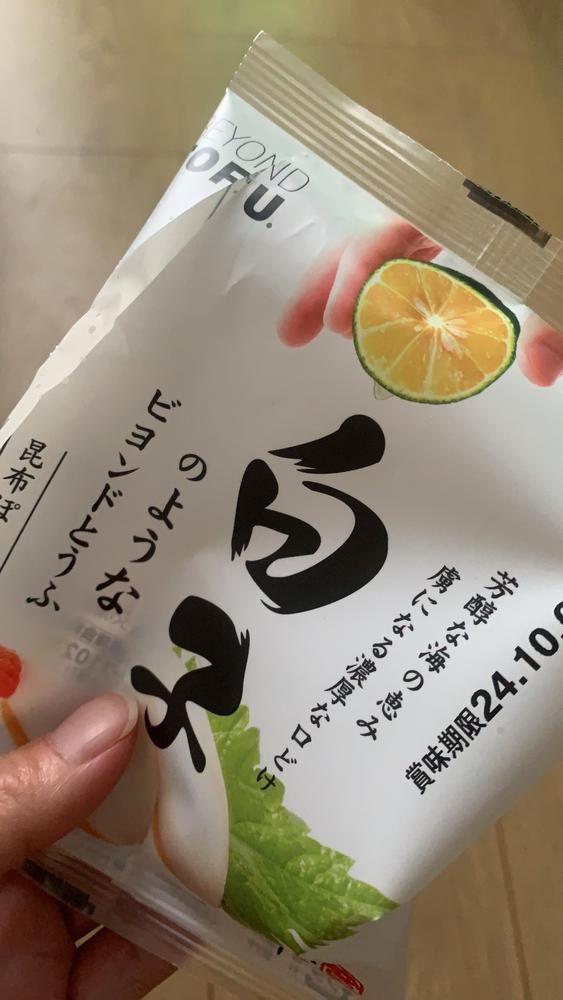 BEYOND
TOFU.
白子
のような
ビヨンドとうふ
昆布ぽ
芳醇な海の恵み
虜になる濃厚な口どけ
賞味期限24.10.